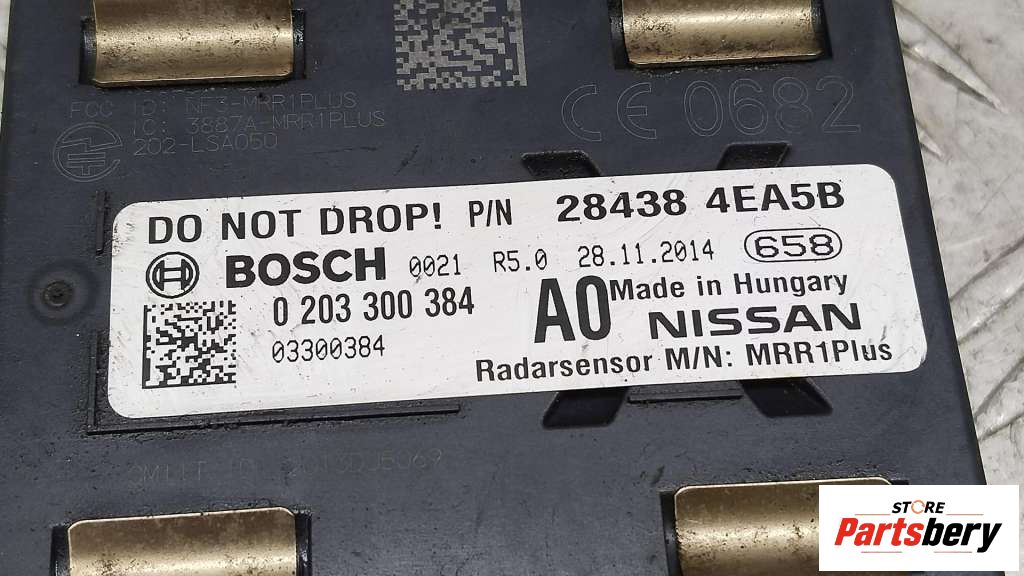 FCC ID: NF3-MRR1PLUS
IC: 3887A-MRR1PLUS
202-LSA050
CE 0682
DO NOT DROP! P/N 28438 4EA5B
BOSCH 0021 R5.0 28.11.2014 658
0 203 300 384 A0 Made in Hungary
03300384 NISSAN
Radarsensor M/N: MRR1Plus
STORE
Partsbery